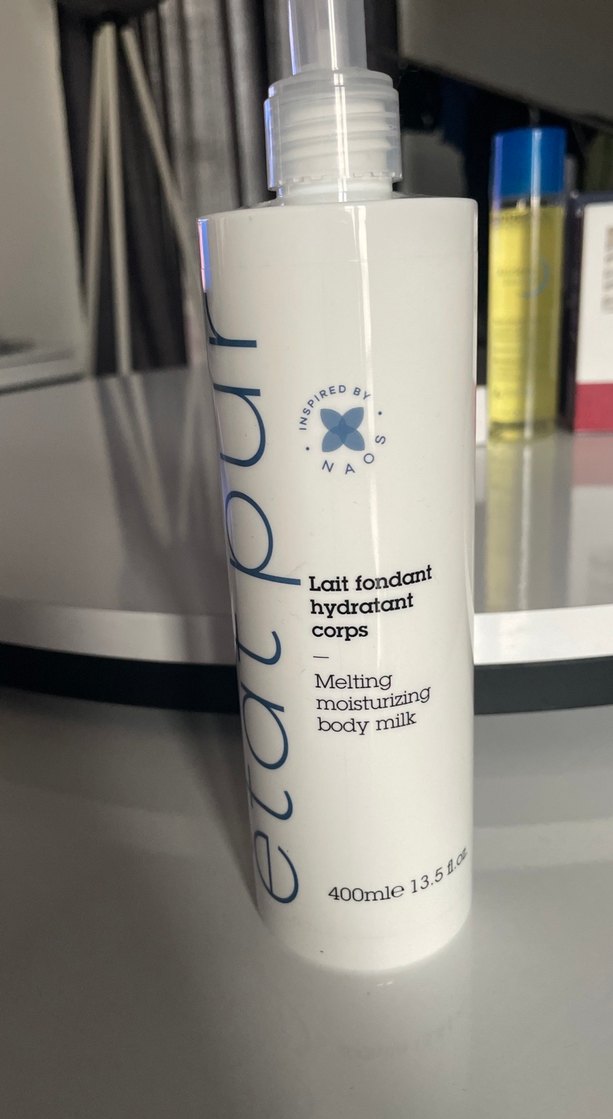 etat pur
INSPIRED BY
NAOS
Lait fondant
hydratant
corps
—
Melting
moisturizing
body milk
400mle 13.5 fl.oz.